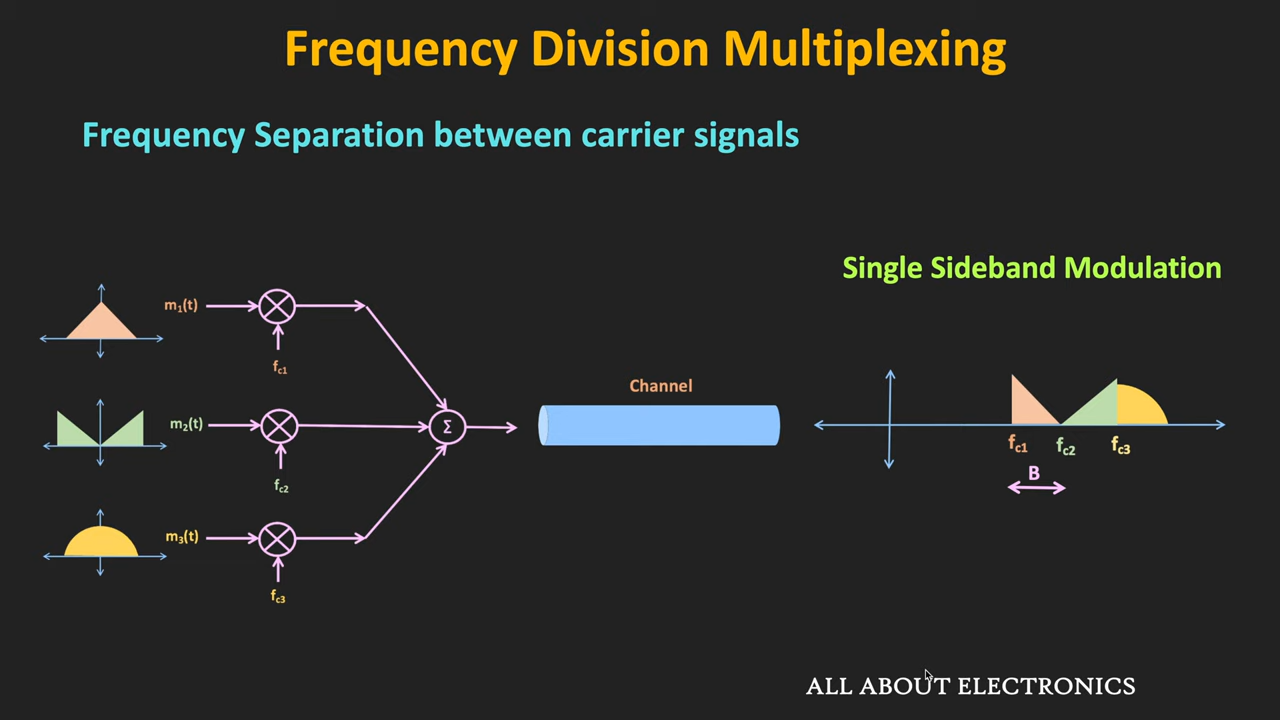 Frequency Division Multiplexing
Frequency Separation between carrier signals
Single Sideband Modulation
m₁(t)
fc1
m₂(t)
fc2
m₃(t)
fc3
Σ
Channel
fc1
fc2
fc3
B
ALL ABOUT ELECTRONICS